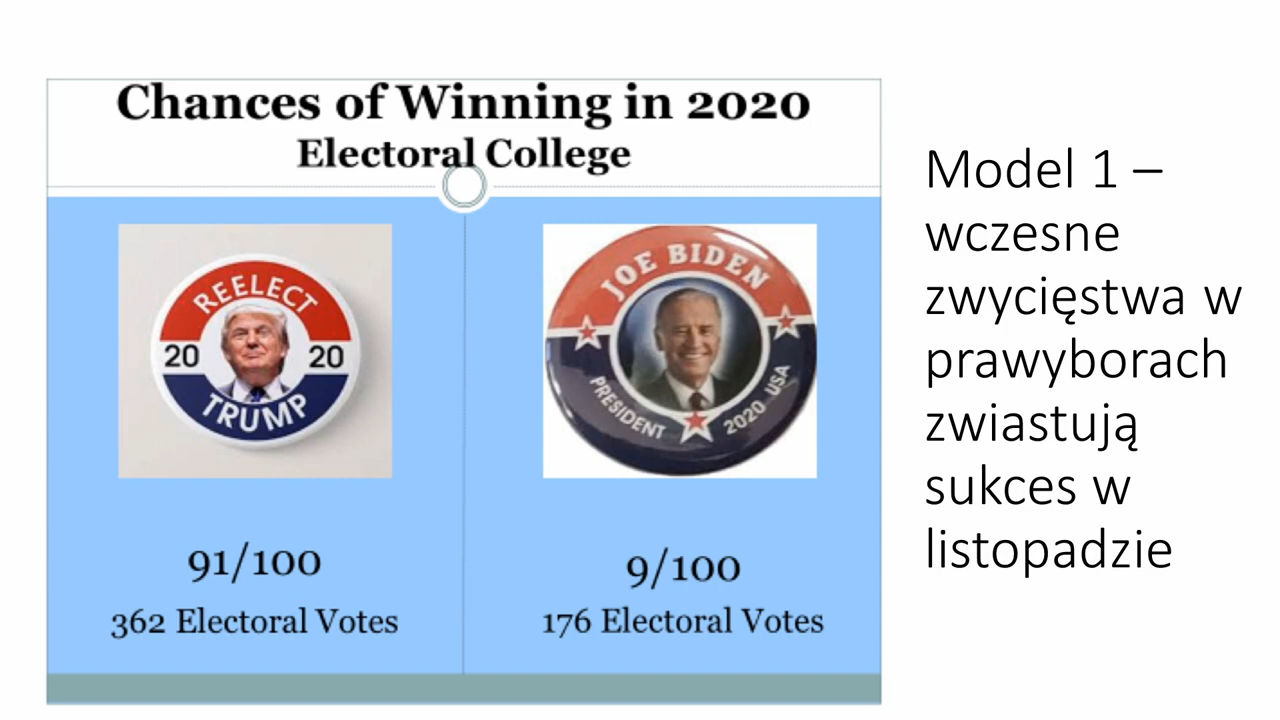 Chances of Winning in 2020
Electoral College
REELECT
20 20
TRUMP
JOE BIDEN
PRESIDENT 2020 USA
91/100
9/100
362 Electoral Votes
176 Electoral Votes
Model 1 –
wczesne
zwycięstwa w
prawyborach
zwiastują
sukces w
listopadzie